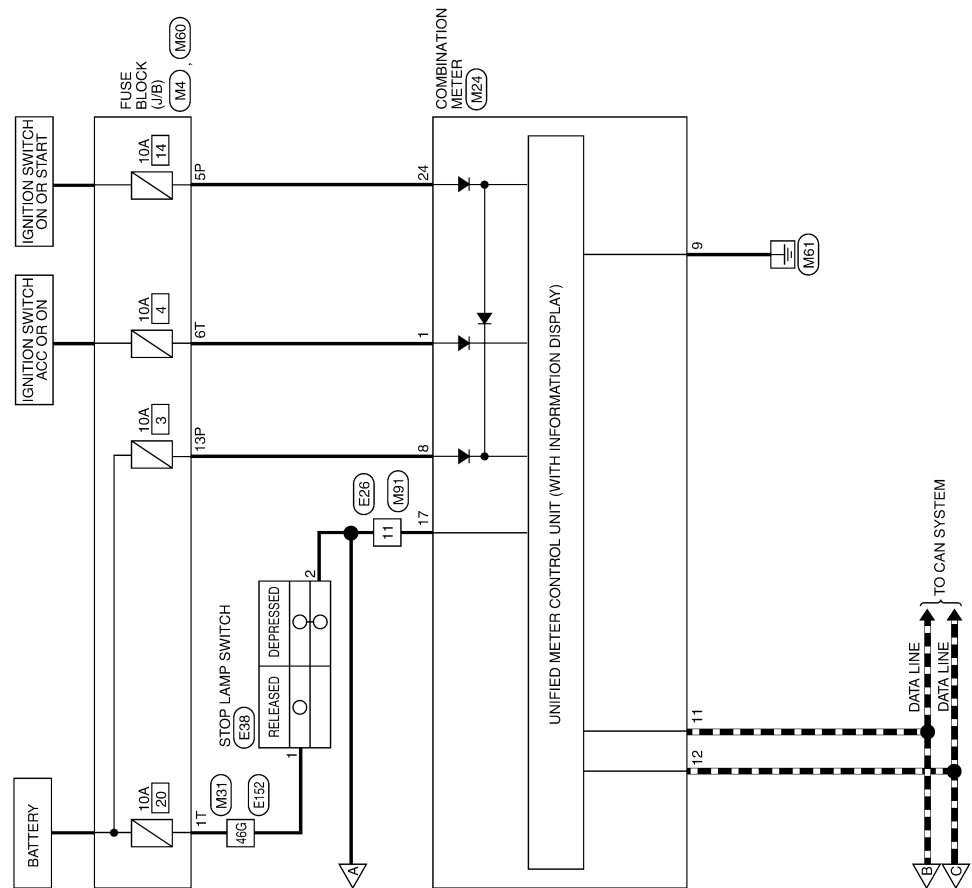 BATTERY
IGNITION SWITCH
ACC OR ON
IGNITION SWITCH
ON OR START
10A
20
10A
3
10A
4
10A
14
FUSE
BLOCK
(J/B)
M4 , M60
1T
13P
6T
5P
46G
M31
E152
STOP LAMP SWITCH
E38
RELEASED
DEPRESSED
1
2
A
11
E26
M91
17
8
1
24
COMBINATION
METER
M24
UNIFIED METER CONTROL UNIT (WITH INFORMATION DISPLAY)
12
11
9
M61
DATA LINE
DATA LINE
TO CAN SYSTEM
B
C